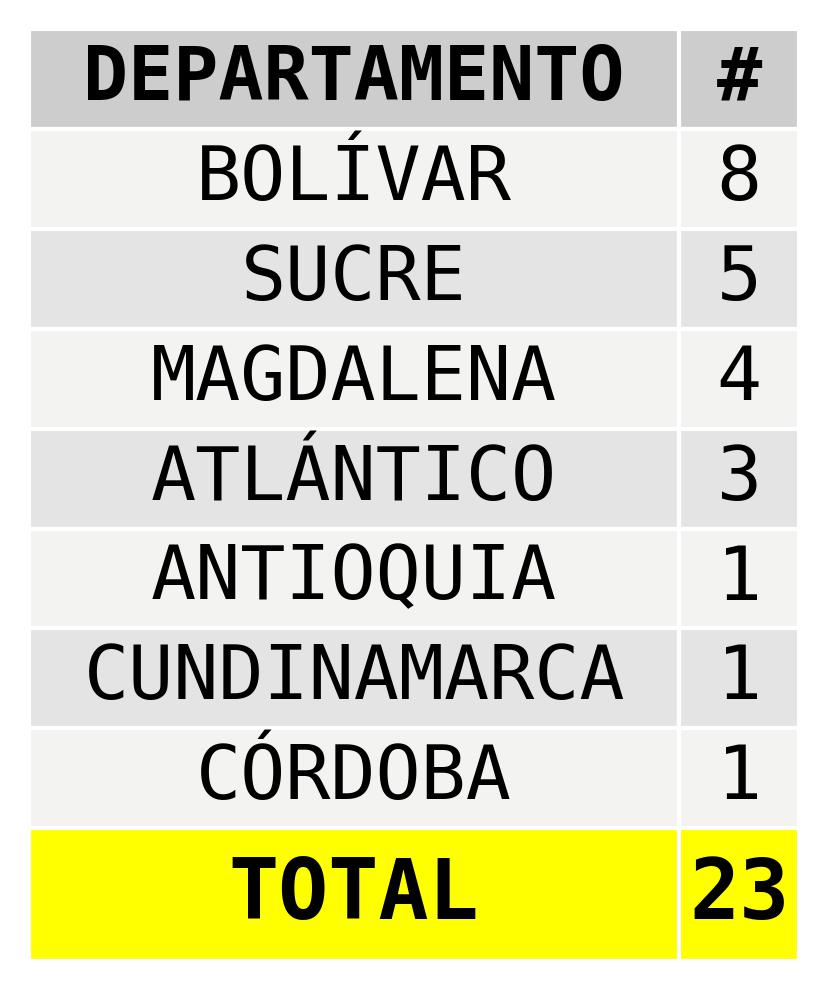 DEPARTAMENTO #
BOLÍVAR 8
SUCRE 5
MAGDALENA 4
ATLÁNTICO 3
ANTIOQUIA 1
CUNDINAMARCA 1
CÓRDOBA 1
TOTAL 23